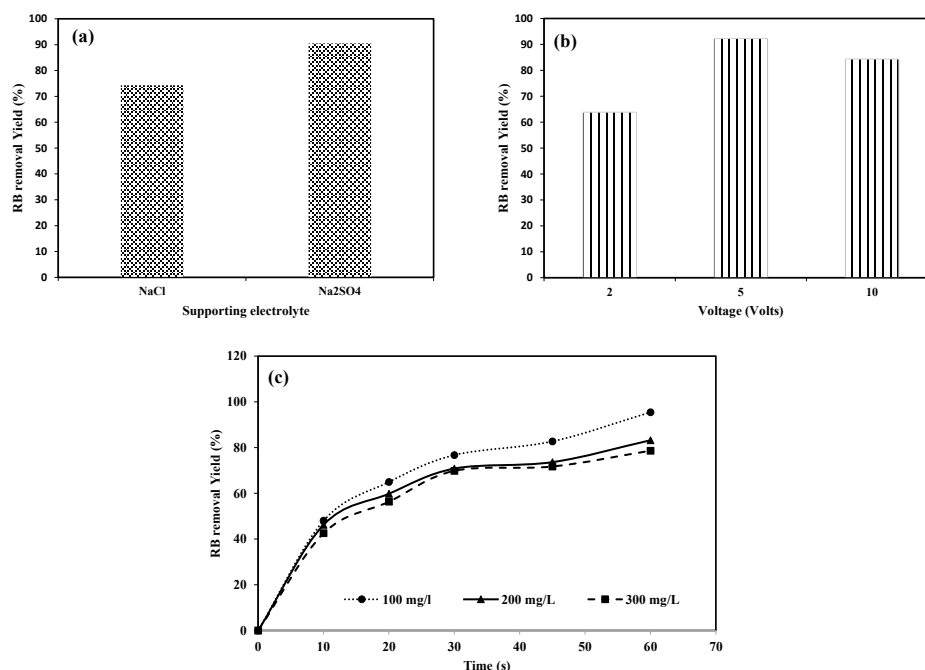 (a)
RB removal Yield (%)
100
90
80
70
60
50
40
30
20
10
0
NaCl Na2SO4
Supporting electrolyte
(b)
RB removal Yield (%)
100
90
80
70
60
50
40
30
20
10
0
2 5 10
Voltage (Volts)
(c)
RB removal Yield (%)
120
100
80
60
40
20
0
100 mg/l 200 mg/L 300 mg/L
0 10 20 30 40 50 60 70
Time (s)